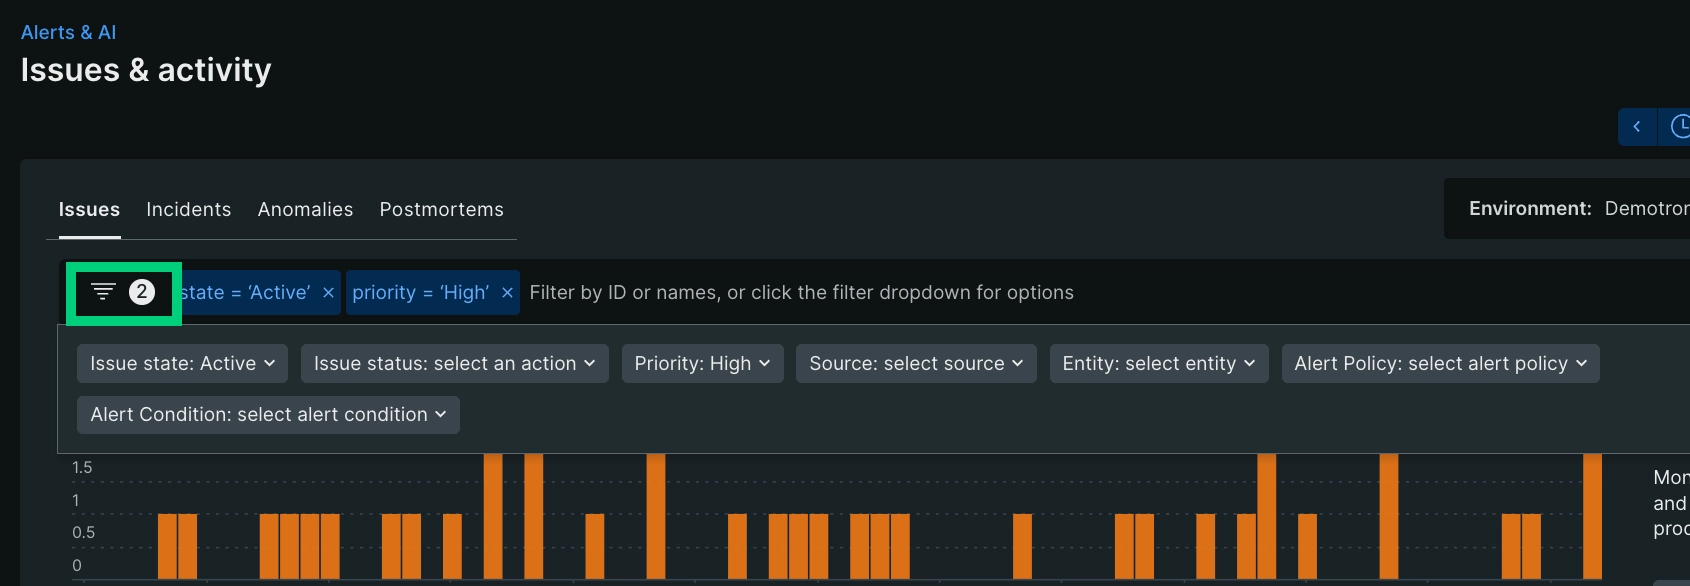 Alerts & AI
Issues & activity
Issues Incidents Anomalies Postmortems
Environment:
2 state = ‘Active’ × priority = ‘High’ × Filter by ID or names, or click the filter dropdown for options
Issue state: Active Issue status: select an action Priority: High Source: select source Entity: select entity Alert Policy: select alert policy
Alert Condition: select alert condition
1.5
1
0.5
0
and